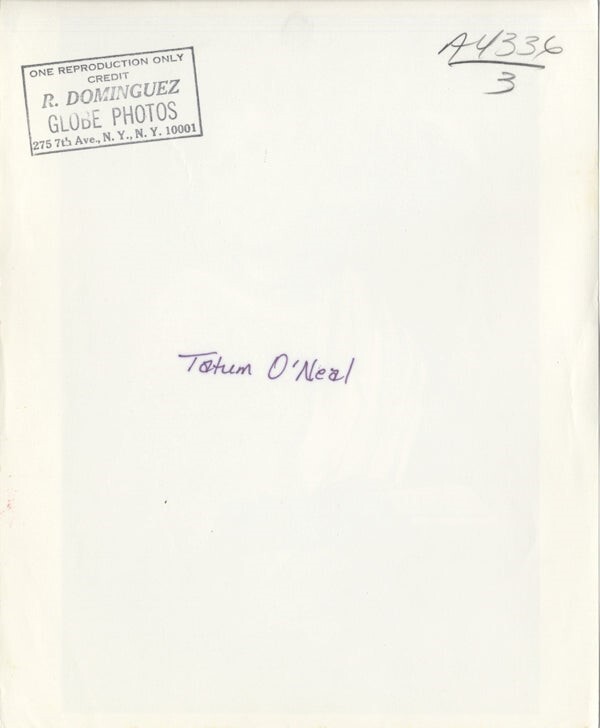 ONE REPRODUCTION ONLY
CREDIT
R. DOMINGUEZ
GLOBE PHOTOS
275 7th Ave., N. Y., N. Y. 10001
A4336
3
Tatum O'Neal